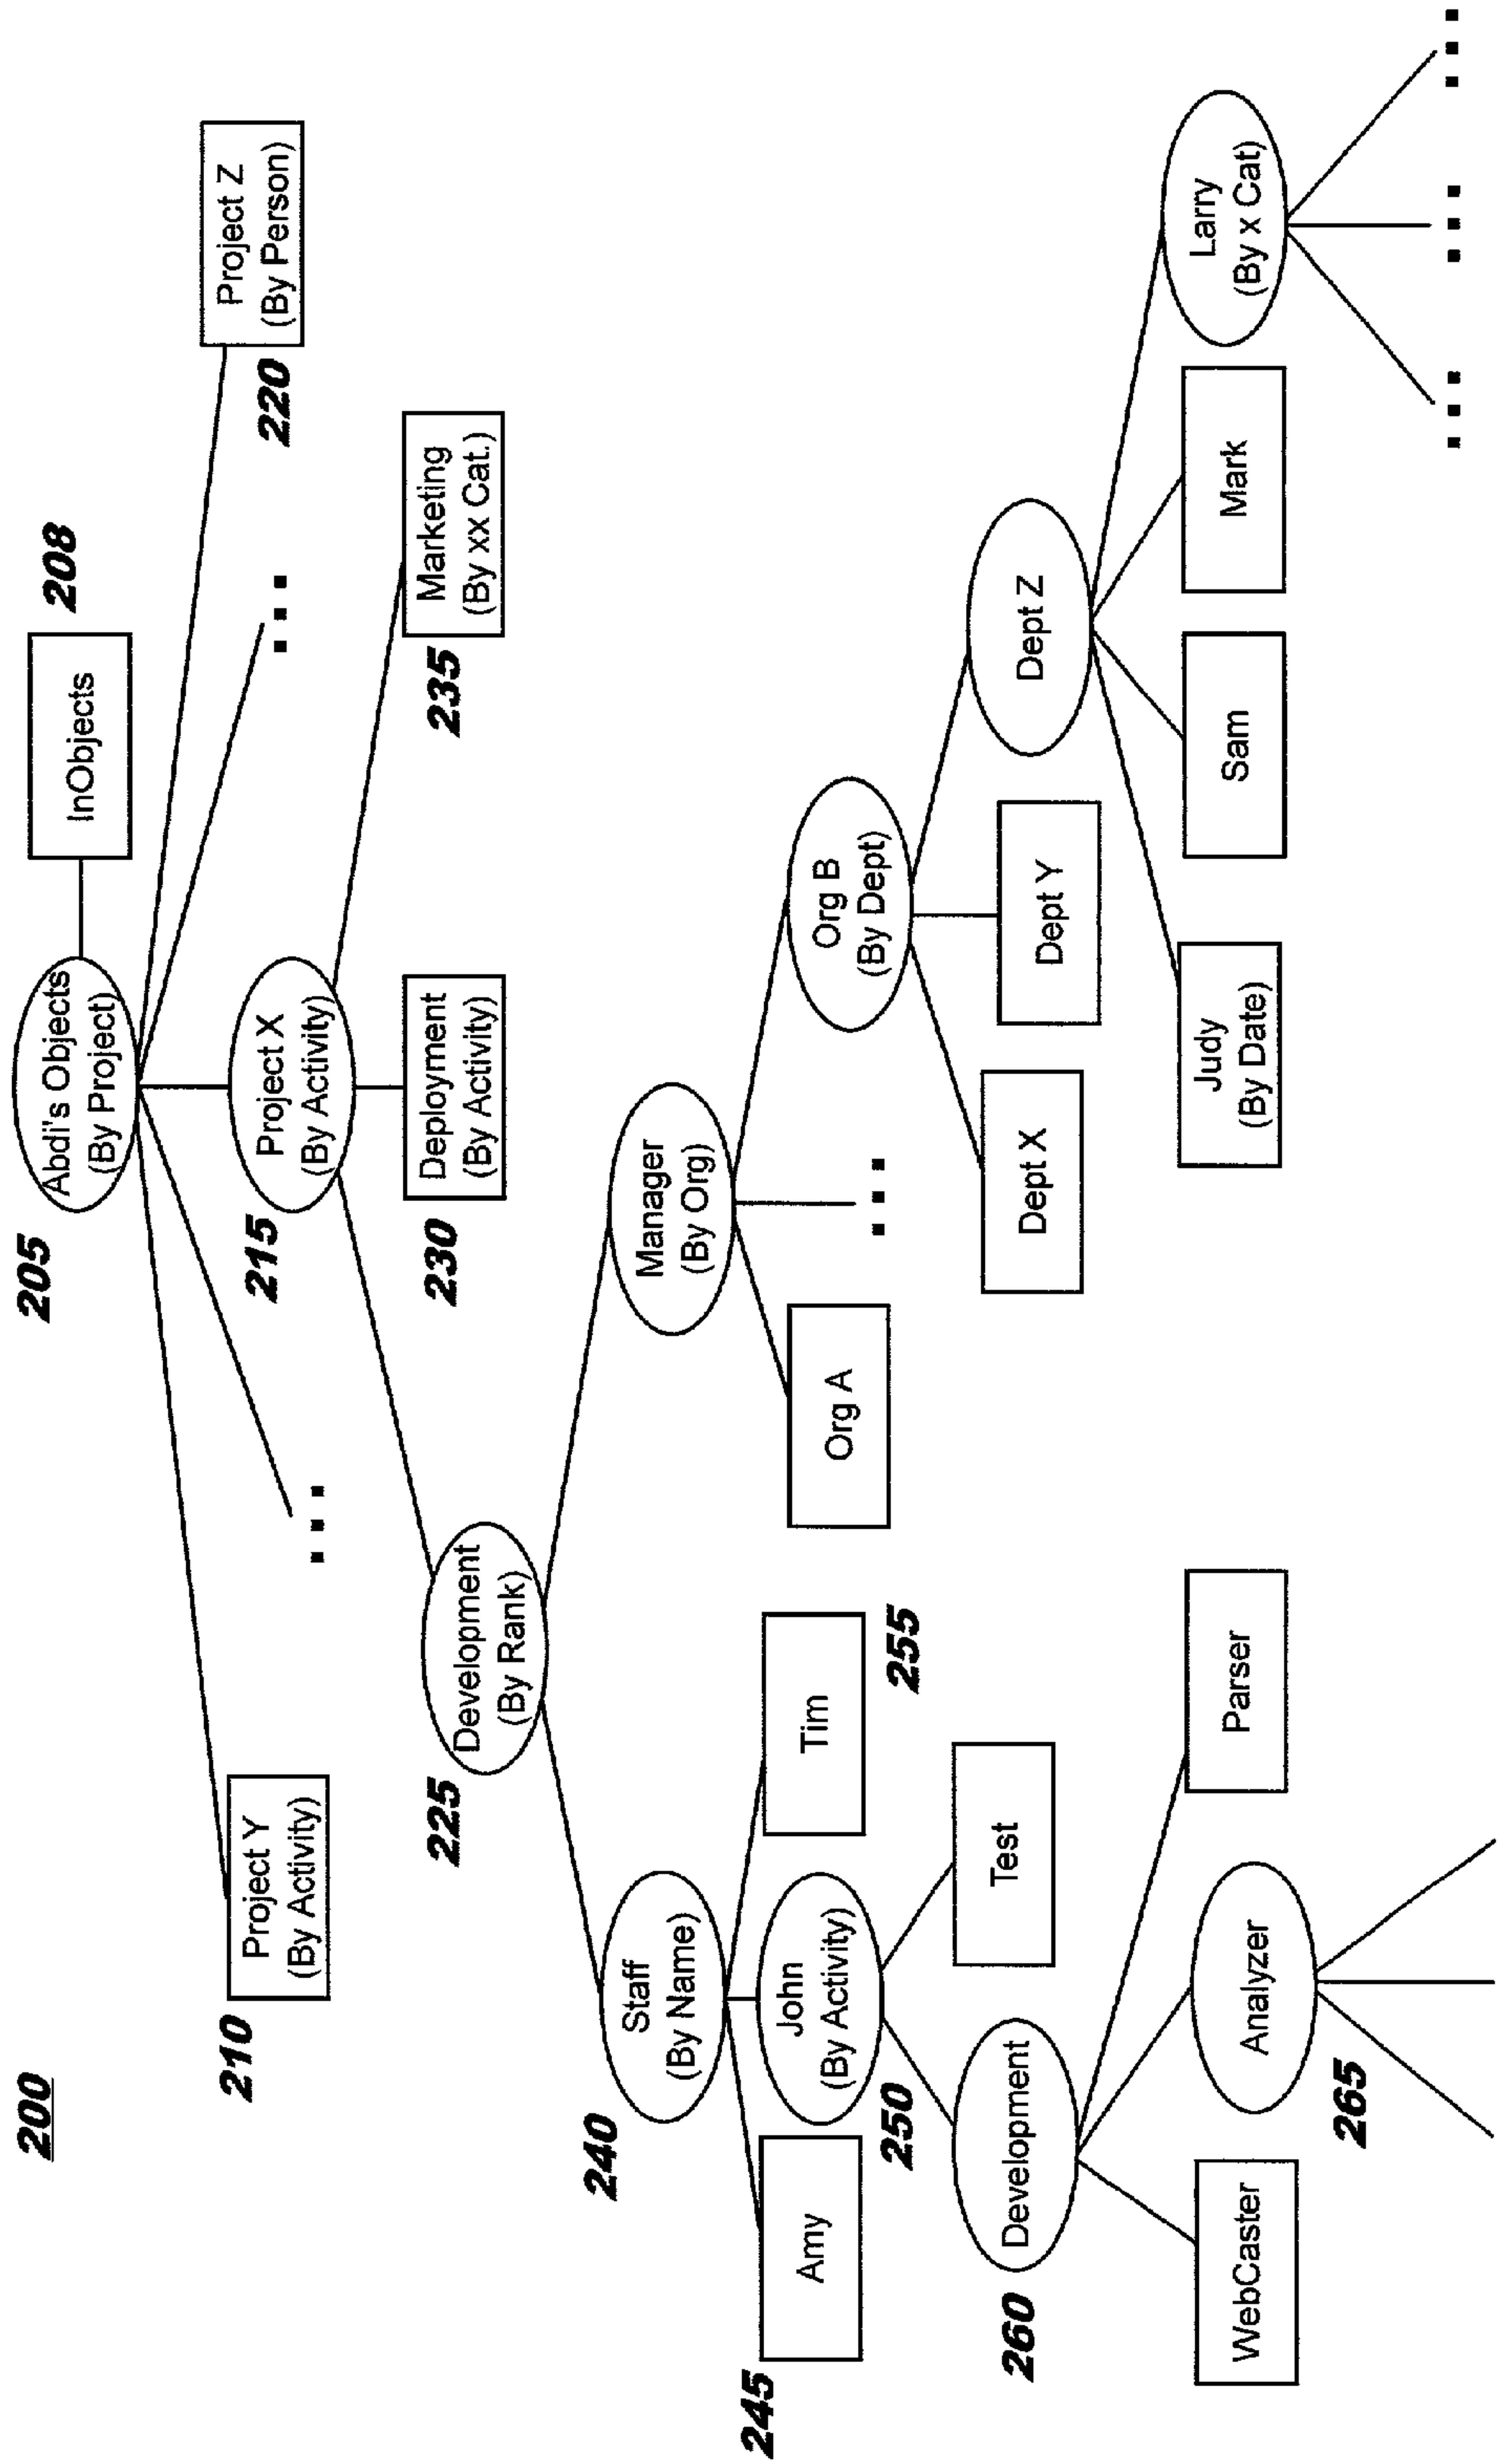 200
205
Abdi's Objects
(By Project)
InObjects
208
210
Project Y
(By Activity)
...
215
Project X
(By Activity)
...
220
Project Z
(By Person)
225
Development
(By Rank)
230
Deployment
(By Activity)
235
Marketing
(By xx Cat.)
240
Staff
(By Name)
Manager
(By Org)
245
Amy
250
John
(By Activity)
255
Tim
Org A
...
Org B
(By Dept)
260
Development
Test
Dept X
Dept Y
Dept Z
WebCaster
265
Analyzer
Parser
Judy
(By Date)
Sam
Mark
Larry
(By x Cat)
...
...
...